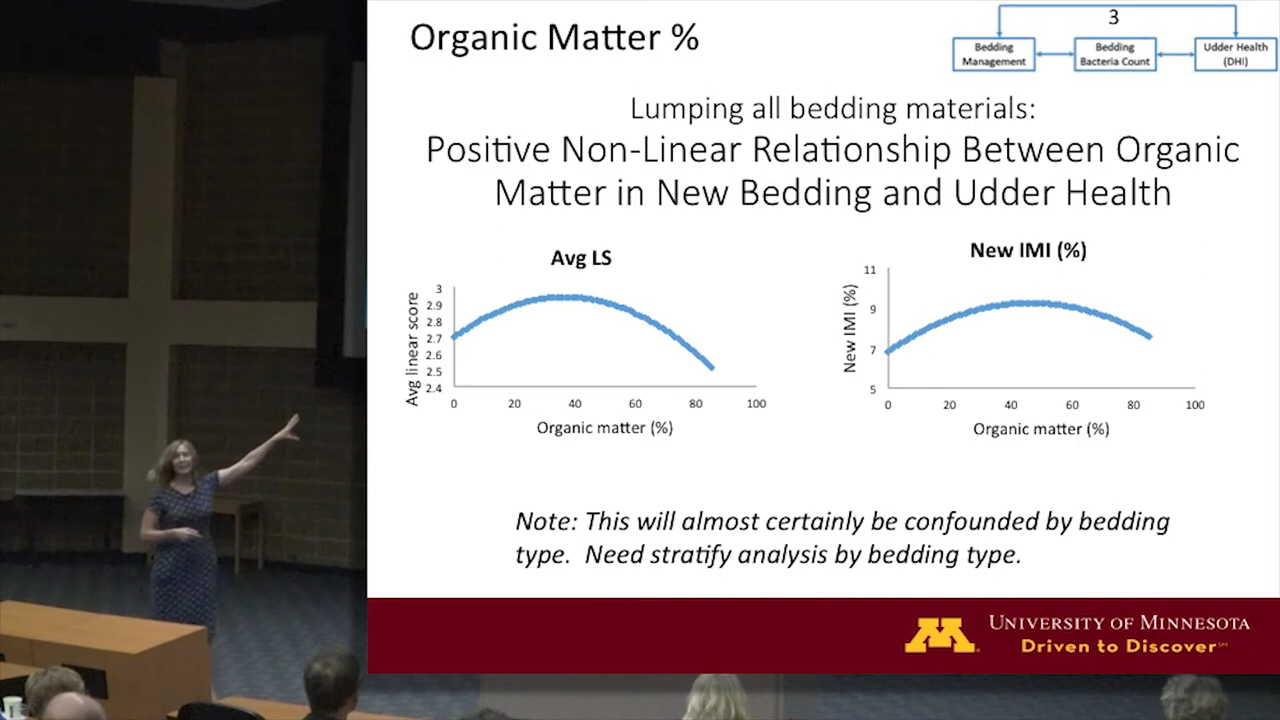 Organic Matter %
3
Bedding
Management
Bedding
Bacteria Count
Udder Health
(DHI)
Lumping all bedding materials:
Positive Non-Linear Relationship Between Organic
Matter in New Bedding and Udder Health
Avg LS
Avg linear score
3
2.9
2.8
2.7
2.6
2.5
2.4
0
20
40
60
80
100
Organic matter (%)
New IMI (%)
New IMI (%)
11
9
7
5
0
20
40
60
80
100
Organic matter (%)
Note: This will almost certainly be confounded by bedding
type. Need stratify analysis by bedding type.
M
UNIVERSITY OF MINNESOTA
Driven to Discover℠